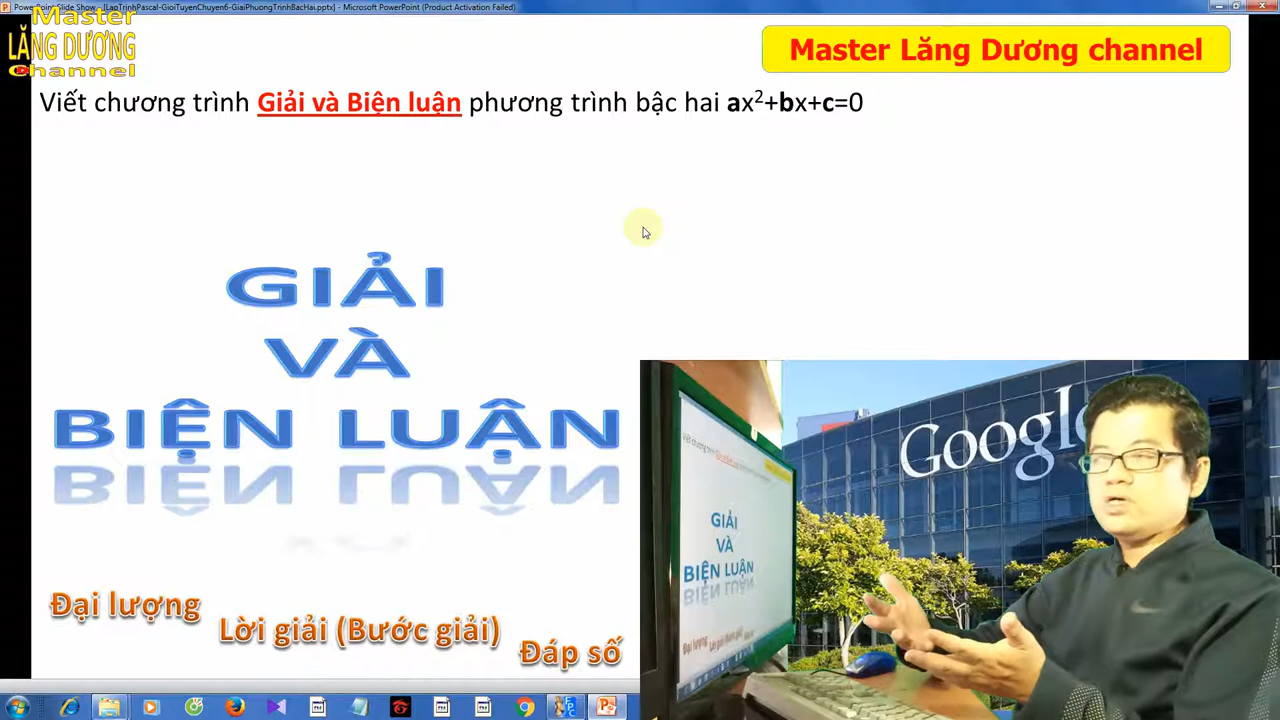 PowerPoint Slide Show - [LapTrinhPascal-GioiTuyenChuyen6-GiaiPhuongTrinhBacHai.pptx] - Microsoft PowerPoint (Product Activation Failed)
Master
LĂNG DƯƠNG
Channel
Master Lăng Dương channel
Viết chương trình Giải và Biện luận phương trình bậc hai ax²+bx+c=0
GIẢI
VÀ
BIỆN LUẬN
Google
GIẢI
VÀ
BIỆN LUẬN
Đại lượng
Lời giải (Bước giải)
Đáp số